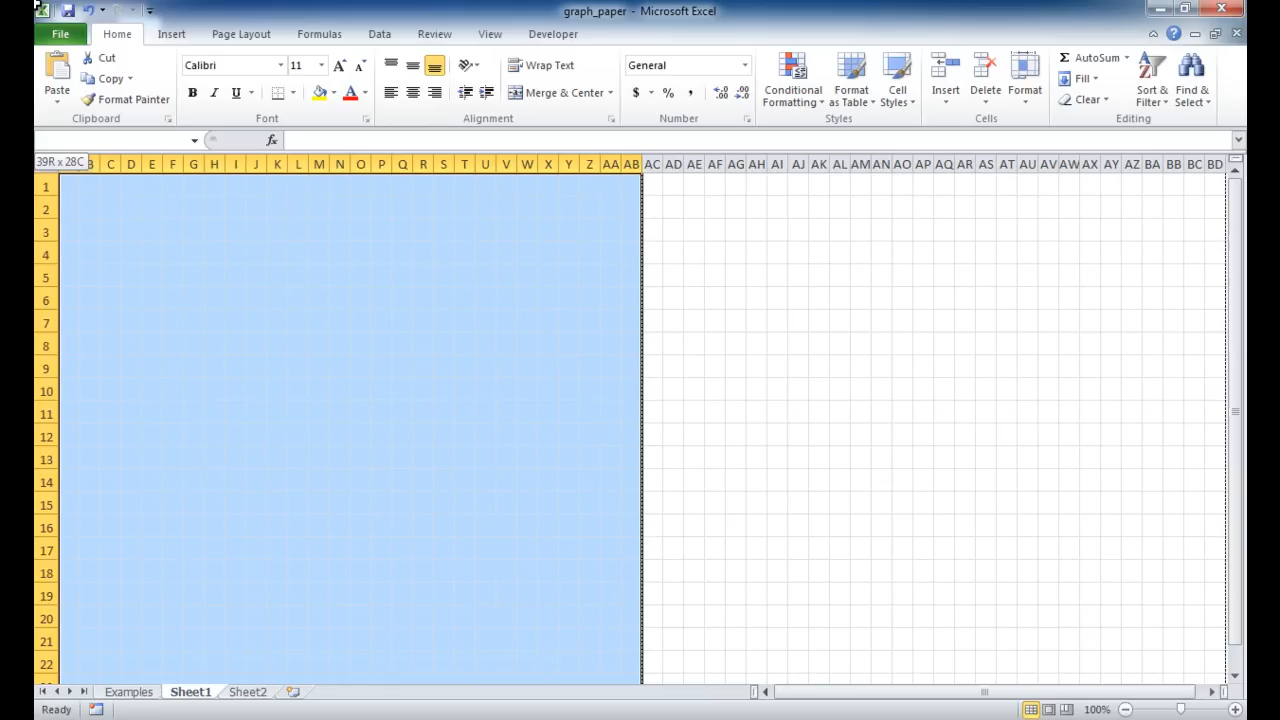 graph_paper - Microsoft Excel
File Home Insert Page Layout Formulas Data Review View Developer
Paste
Cut
Copy
Format Painter
Clipboard
Calibri 11
B I U
Font
Wrap Text
Merge & Center
Alignment
General
$ % ,
Number
Conditional Formatting
Format as Table
Cell Styles
Styles
Insert
Delete
Format
Cells
AutoSum
Fill
Clear
Sort & Filter
Find & Select
Editing
fx
39R x 28C
B C D E F G H I J K L M N O P Q R S T U V W X Y Z AA AB AC AD AE AF AG AH AI AJ AK AL AM AN AO AP AQ AR AS AT AU AV AW AX AY AZ BA BB BC BD
1
2
3
4
5
6
7
8
9
10
11
12
13
14
15
16
17
18
19
20
21
22
Examples Sheet1 Sheet2
Ready 100%